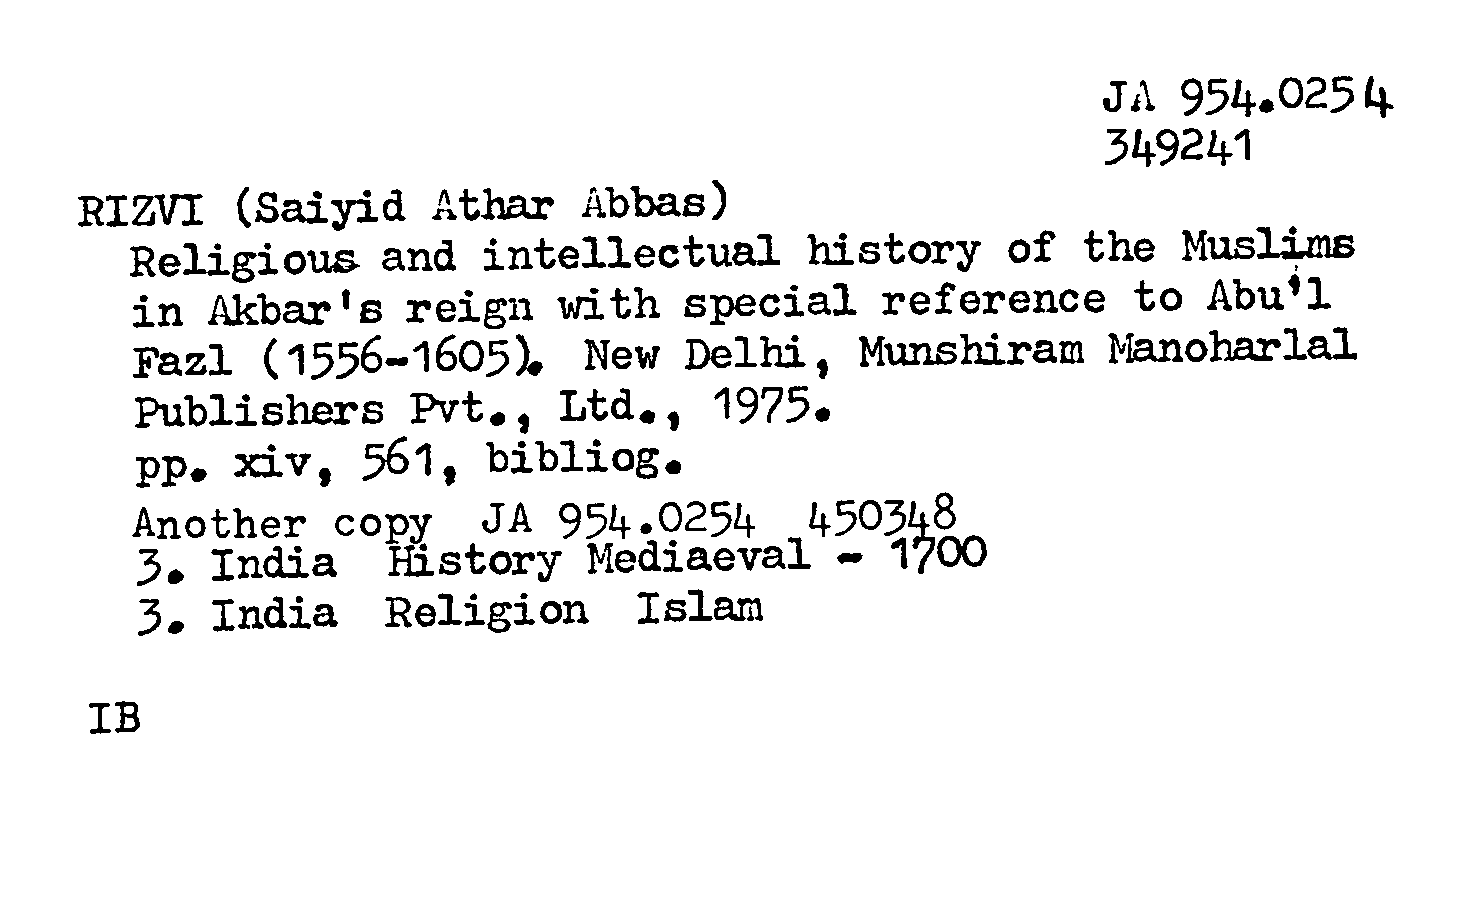 JA 954.0254
349241
RIZVI (Saiyid Athar Abbas)
Religious and intellectual history of the Muslims
in Akbar's reign with special reference to Abu'l
Fazl (1556-1605). New Delhi, Munshiram Manoharlal
Publishers Pvt., Ltd., 1975.
pp. xiv, 561, bibliog.
Another copy JA 954.0254 450348
3. India History Mediaeval - 1700
3. India Religion Islam
IB